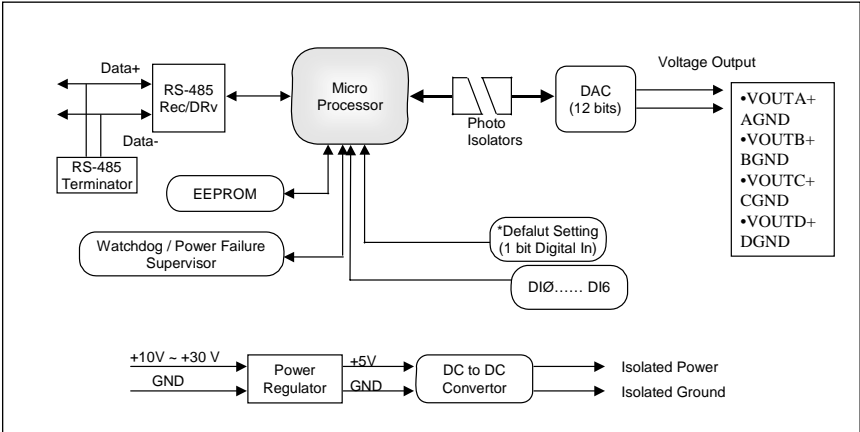 Data+
RS-485
Rec/DRv
Data-
RS-485
Terminator
Micro
Processor
Photo
Isolators
DAC
(12 bits)
Voltage Output
•VOUTA+
AGND
•VOUTB+
BGND
•VOUTC+
CGND
•VOUTD+
DGND
EEPROM
Watchdog / Power Failure
Supervisor
*Defalut Setting
(1 bit Digital In)
DIØ…… DI6
+10V ~ +30 V
GND
Power
Regulator
+5V
GND
DC to DC
Convertor
Isolated Power
Isolated Ground